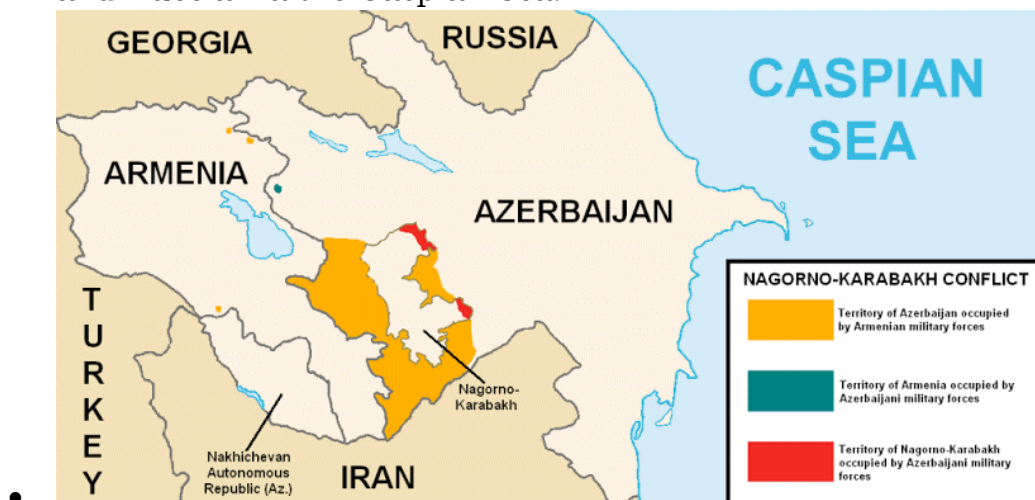 GEORGIA
RUSSIA
CASPIAN
SEA
ARMENIA
AZERBAIJAN
TURKEY
NAGORNO-KARABAKH CONFLICT
Territory of Azerbaijan occupied
by Armenian military forces
Territory of Armenia occupied by
Azerbaijani military forces
Territory of Nagorno-Karabakh
occupied by Azerbaijani military
forces
Nagorno-
Karabakh
Nakhichevan
Autonomous
Republic (Az.)
IRAN